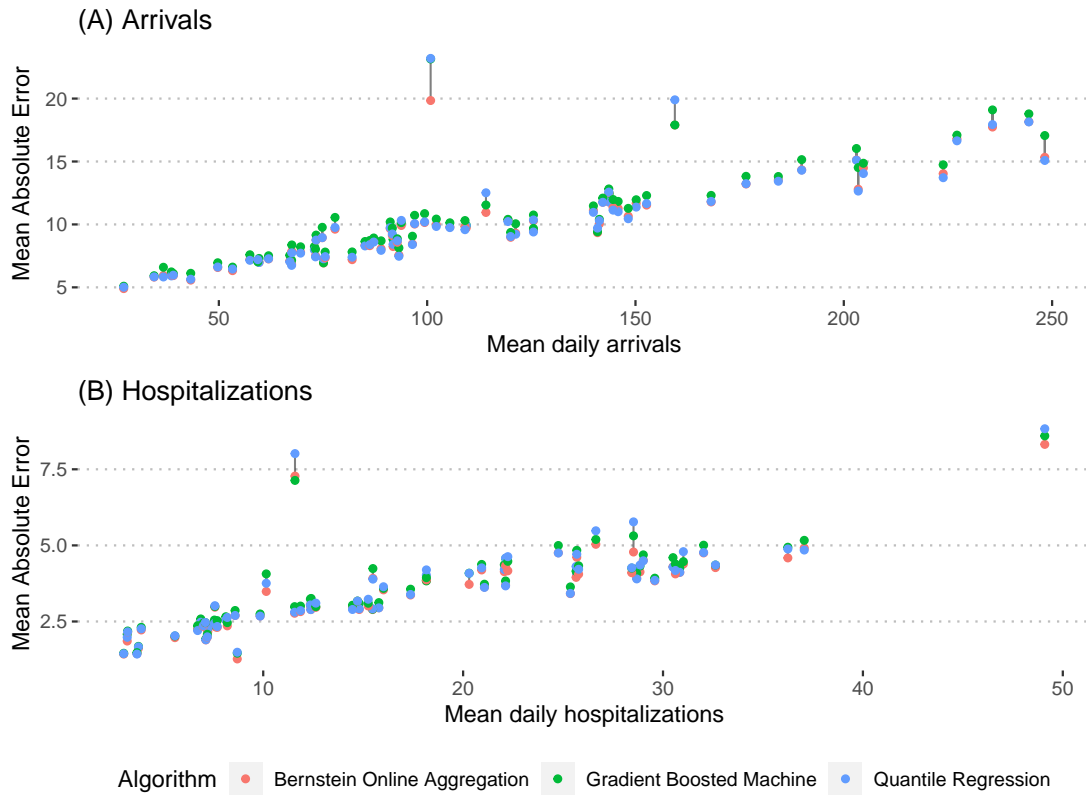 (A) Arrivals
Mean Absolute Error
20
15
10
5
50
100
150
200
250
Mean daily arrivals
(B) Hospitalizations
Mean Absolute Error
7.5
5.0
2.5
10
20
30
40
50
Mean daily hospitalizations
Algorithm Bernstein Online Aggregation Gradient Boosted Machine Quantile Regression